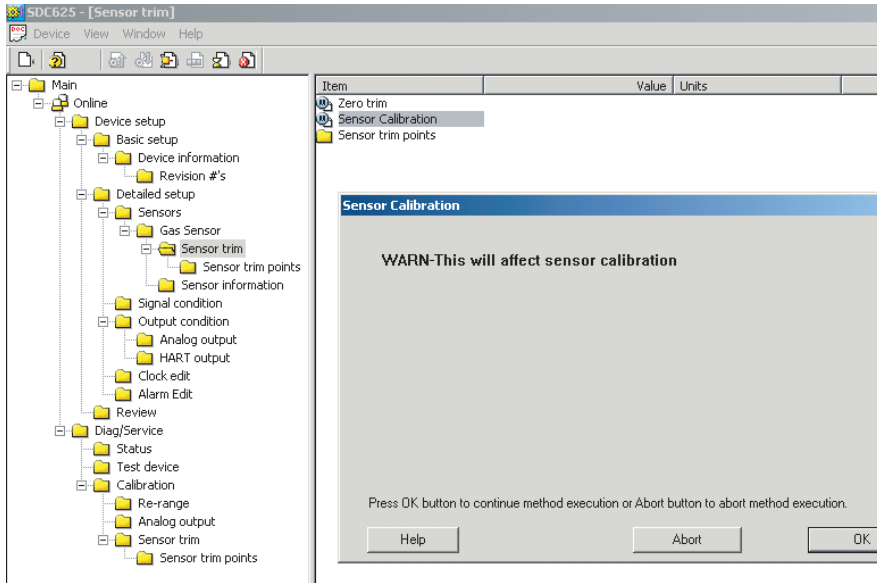 SDC625 - [Sensor trim]
Device View Window Help
Main
Online
Device setup
Basic setup
Device information
Revision #'s
Detailed setup
Sensors
Gas Sensor
Sensor trim
Sensor trim points
Sensor information
Signal condition
Output condition
Analog output
HART output
Clock edit
Alarm Edit
Review
Diag/Service
Status
Test device
Calibration
Re-range
Analog output
Sensor trim
Sensor trim points
Item Value Units
Zero trim
Sensor Calibration
Sensor trim points
Sensor Calibration
WARN-This will affect sensor calibration
Press OK button to continue method execution or Abort button to abort method execution.
Help Abort OK